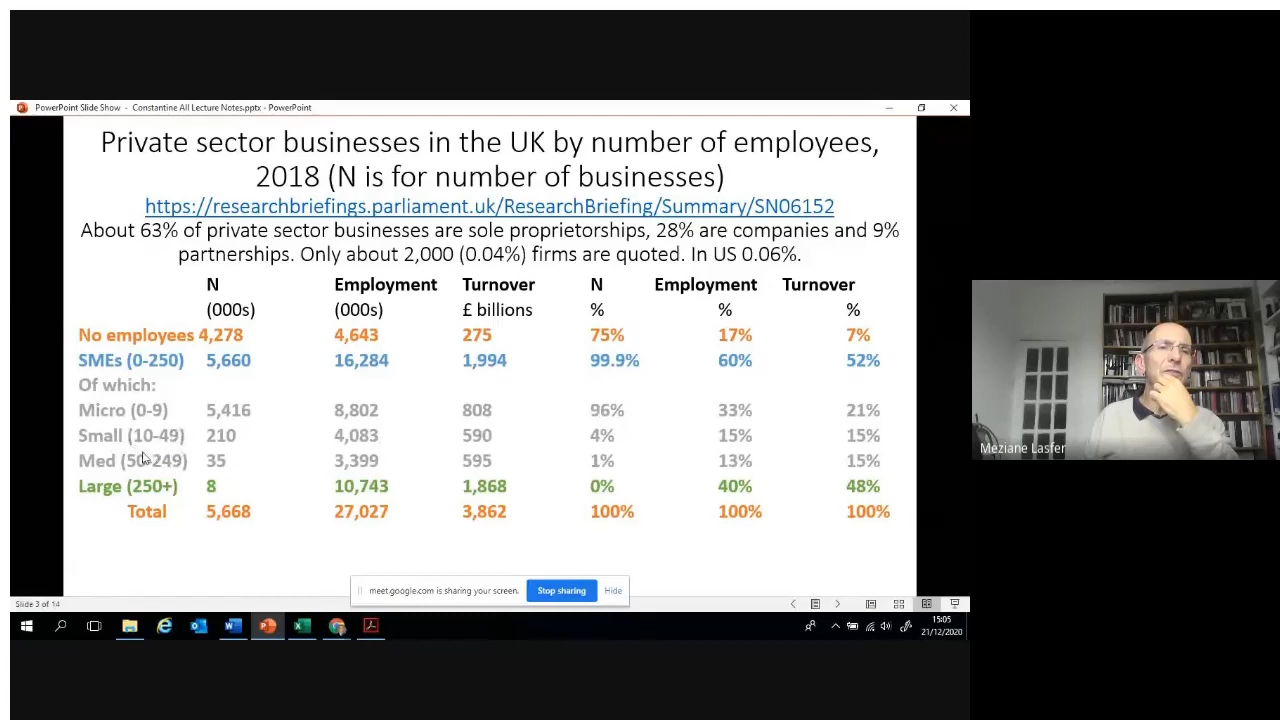 PowerPoint Slide Show - Constantine All Lecture Notes.pptx - PowerPoint
Private sector businesses in the UK by number of employees,
2018 (N is for number of businesses)
https://researchbriefings.parliament.uk/ResearchBriefing/Summary/SN06152
About 63% of private sector businesses are sole proprietorships, 28% are companies and 9%
partnerships. Only about 2,000 (0.04%) firms are quoted. In US 0.06%.
N Employment Turnover N Employment Turnover
(000s) (000s) £ billions % % %
No employees 4,278 4,643 275 75% 17% 7%
SMEs (0-250) 5,660 16,284 1,994 99.9% 60% 52%
Of which:
Micro (0-9) 5,416 8,802 808 96% 33% 21%
Small (10-49) 210 4,083 590 4% 15% 15%
Med (50-249) 35 3,399 595 1% 13% 15%
Large (250+) 8 10,743 1,868 0% 40% 48%
Total 5,668 27,027 3,862 100% 100% 100%
meet.google.com is sharing your screen. Stop sharing Hide
Slide 3 of 14
15:05
21/12/2020
Meziane Lasfer